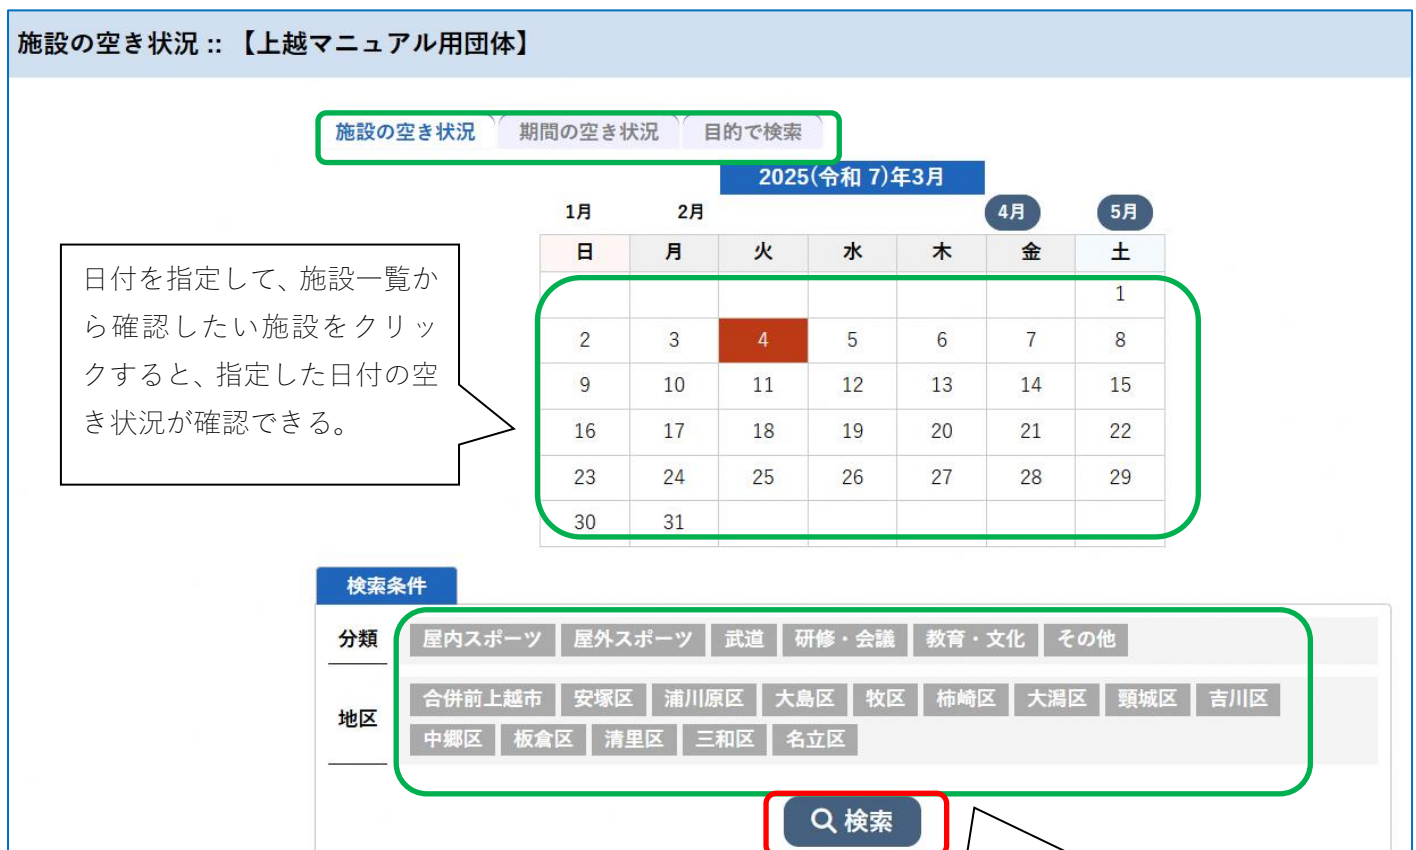 施設の空き状況 :: 【上越マニュアル用団体】
施設の空き状況 期間の空き状況 目的で検索
2025(令和 7)年3月
1月 2月 4月 5月
日 月 火 水 木 金 土
1
2 3 4 5 6 7 8
9 10 11 12 13 14 15
16 17 18 19 20 21 22
23 24 25 26 27 28 29
30 31
日付を指定して、施設一覧か
ら確認したい施設をクリッ
クすると、指定した日付の空
き状況が確認できる。
検索条件
分類 屋内スポーツ 屋外スポーツ 武道 研修・会議 教育・文化 その他
地区 合併前上越市 安塚区 浦川原区 大島区 牧区 柿崎区 大潟区 頸城区 吉川区
中郷区 板倉区 清里区 三和区 名立区
検索